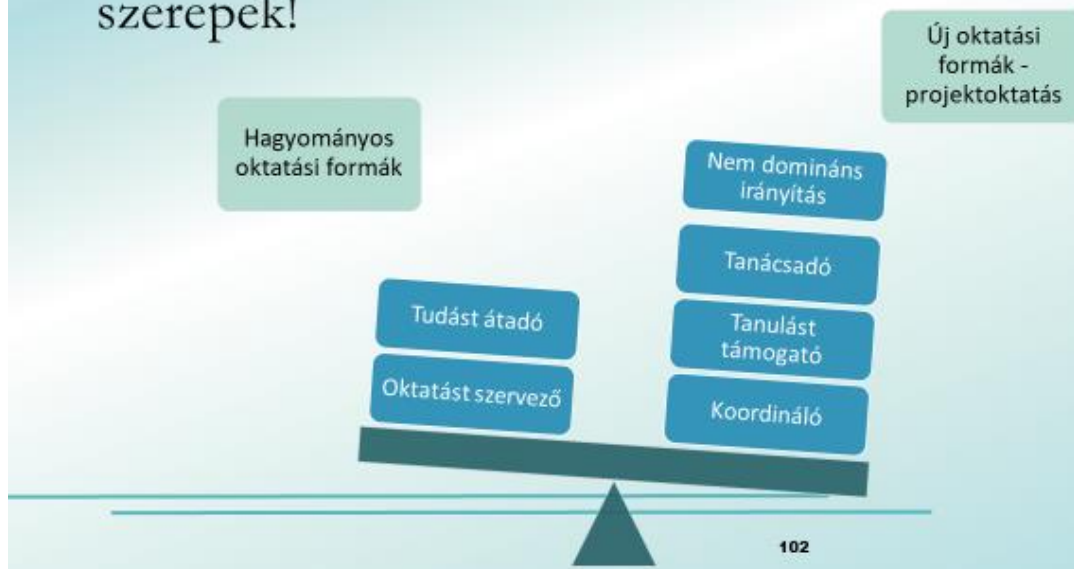 szerepek!
Hagyományos
oktatási formák
Új oktatási
formák -
projektoktatás
Tudást átadó
Oktatást szervező
Nem domináns
irányítás
Tanácsadó
Tanulást
támogató
Koordináló
102